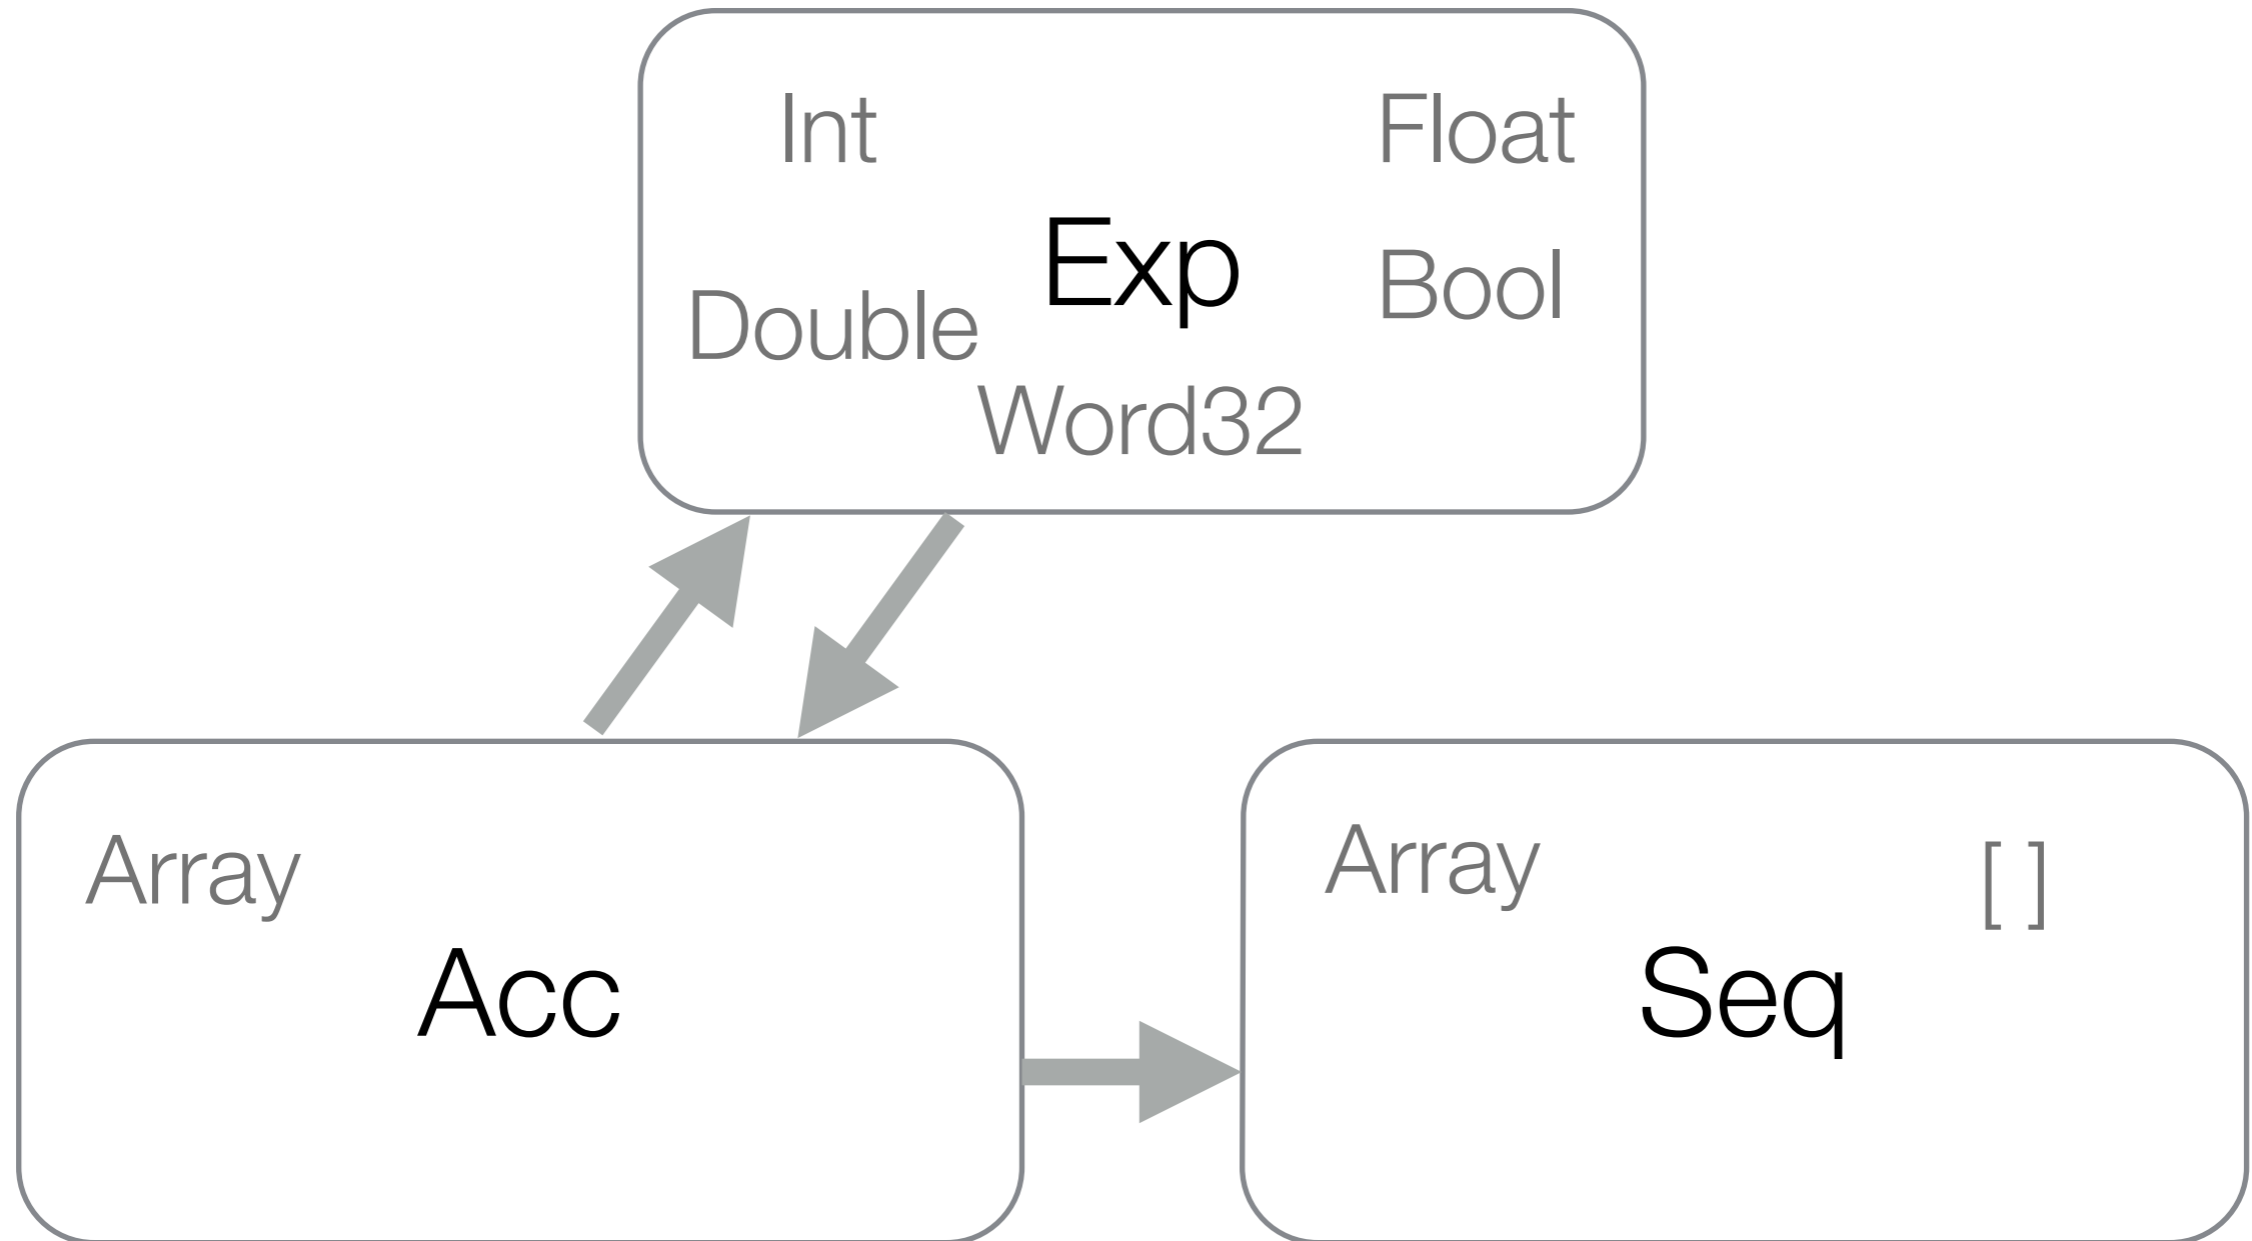 Int
Float
Exp
Bool
Double
Word32
Array
Acc
Array
[ ]
Seq